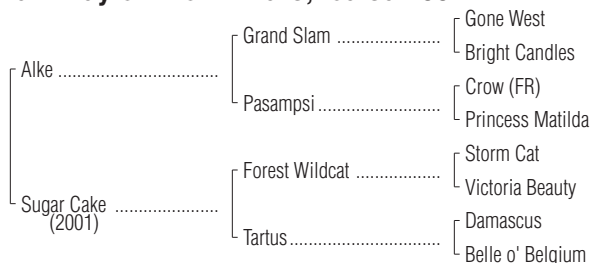 Gone West
Grand Slam ....................
Bright Candles
Alke ...............................
Crow (FR)
Pasampsi ........................
Princess Matilda
Storm Cat
Forest Wildcat ................
Victoria Beauty
Sugar Cake ....................
(2001)
Damascus
Tartus .............................
Belle o' Belgium